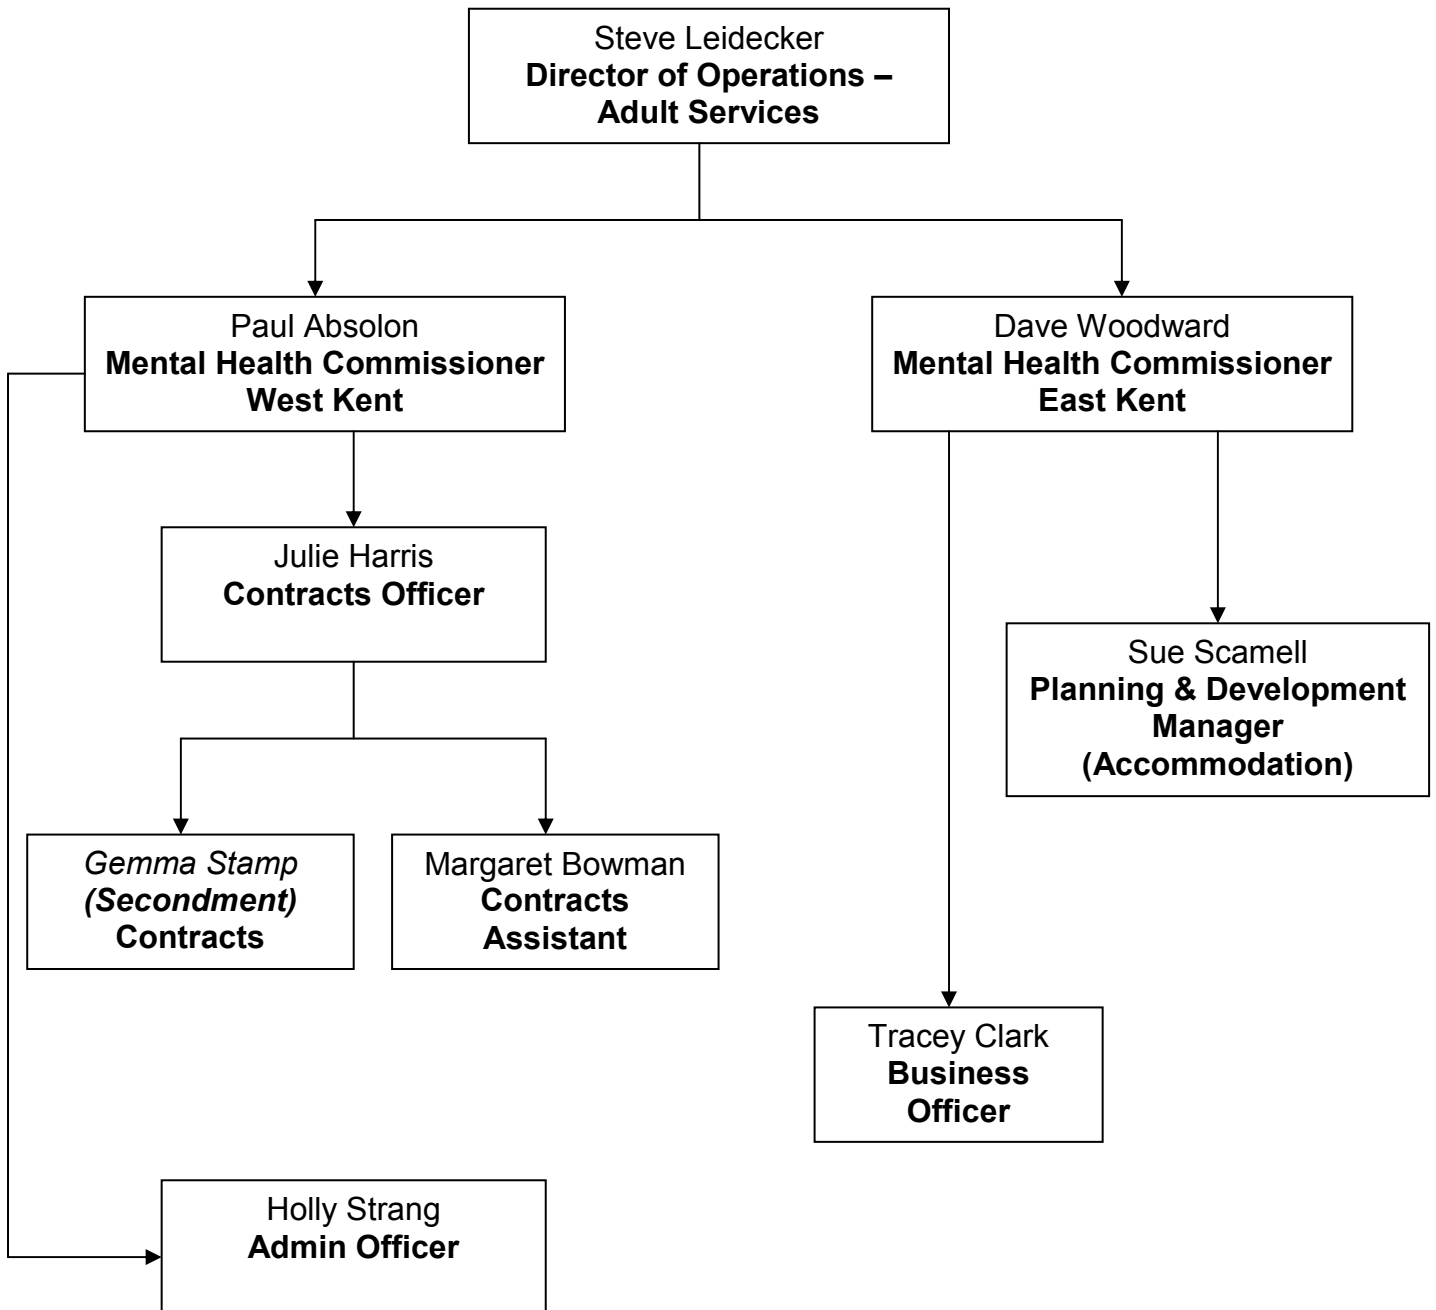 Steve Leidecker
Director of Operations –
Adult Services
Paul Absolon
Mental Health Commissioner
West Kent
Dave Woodward
Mental Health Commissioner
East Kent
Julie Harris
Contracts Officer
Sue Scamell
Planning & Development
Manager
(Accommodation)
Gemma Stamp
(Secondment)
Contracts
Margaret Bowman
Contracts
Assistant
Tracey Clark
Business
Officer
Holly Strang
Admin Officer